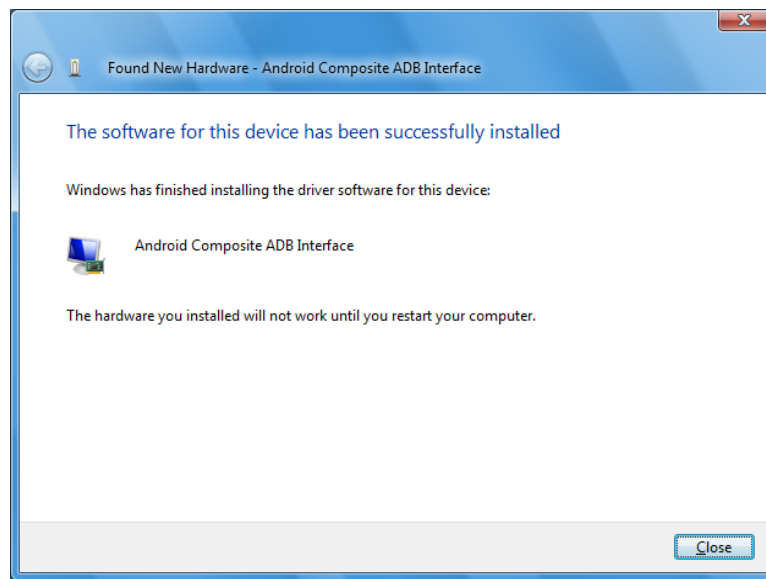 Found New Hardware - Android Composite ADB Interface
The software for this device has been successfully installed
Windows has finished installing the driver software for this device:
Android Composite ADB Interface
The hardware you installed will not work until you restart your computer.
Close